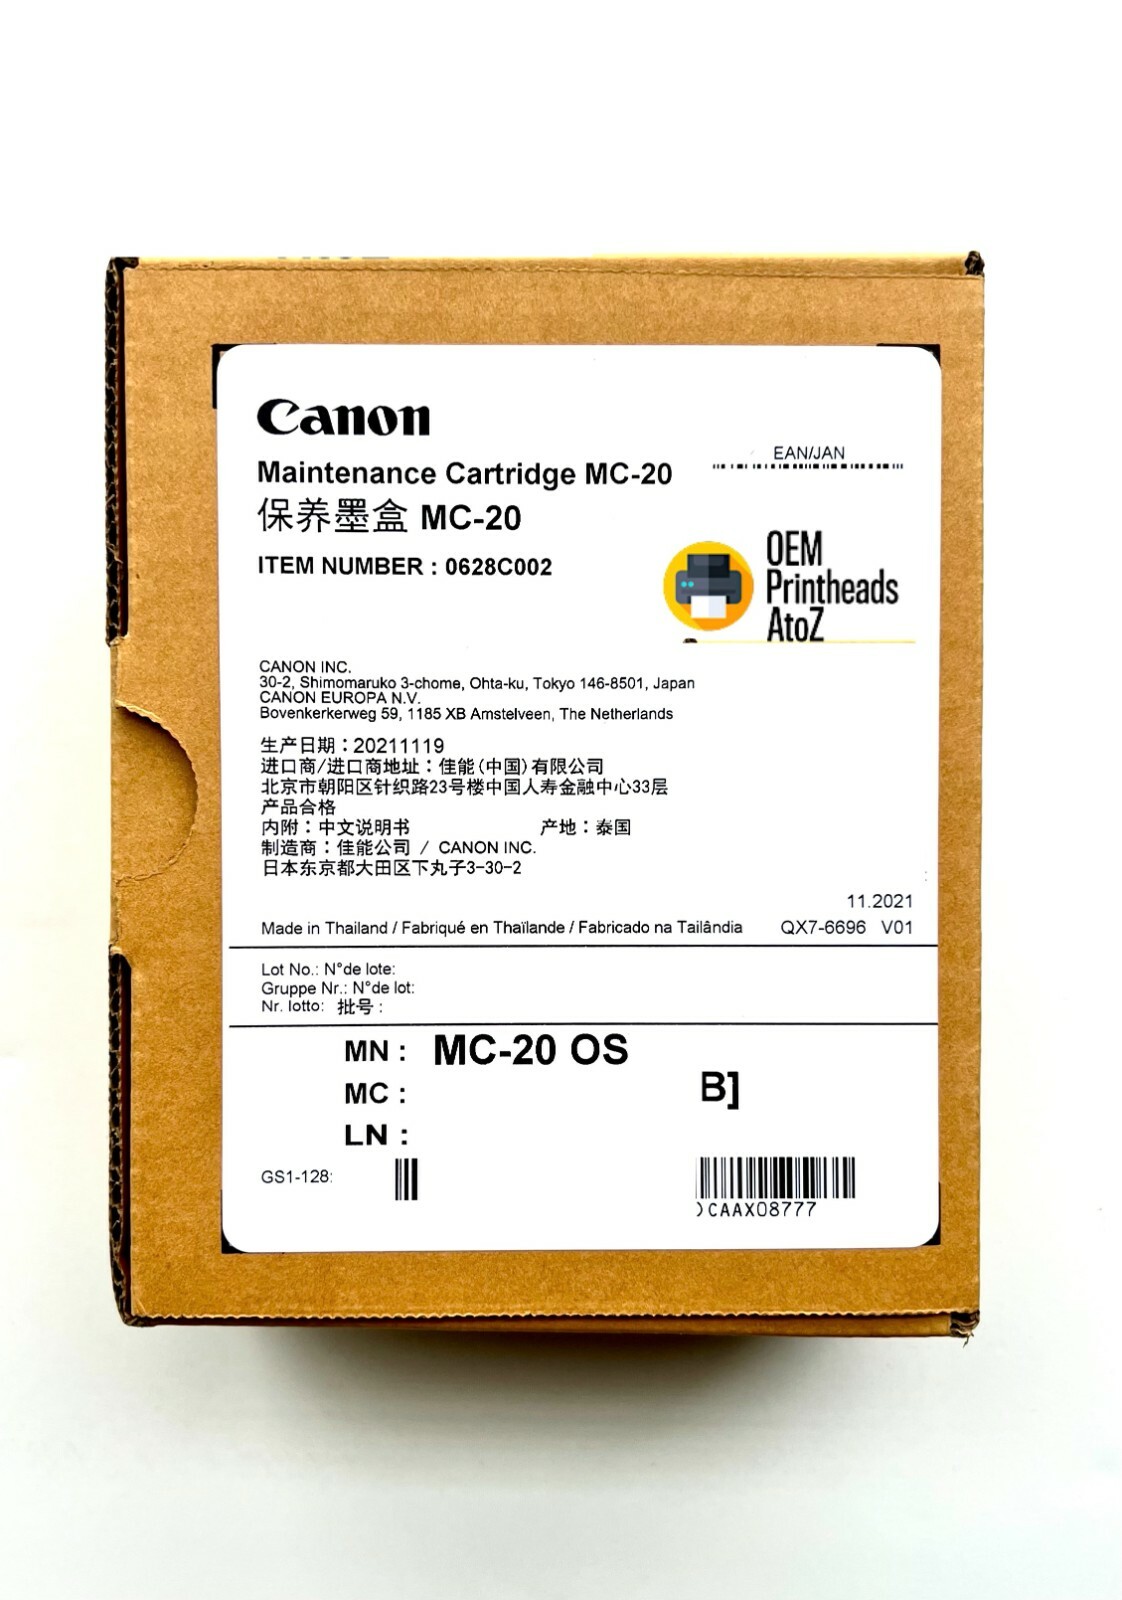 Canon
EAN/JAN
Maintenance Cartridge MC-20
保养墨盒 MC-20
ITEM NUMBER : 0628C002
OEM
Printheads
AtoZ
CANON INC.
30-2, Shimomaruko 3-chome, Ohta-ku, Tokyo 146-8501, Japan
CANON EUROPA N.V.
Bovenkerkerweg 59, 1185 XB Amstelveen, The Netherlands
生产日期：20211119
进口商/进口商地址：佳能(中国)有限公司
北京市朝阳区针织路23号楼中国人寿金融中心33层
产品合格
内附：中文说明书 产地：泰国
制造商：佳能公司 / CANON INC.
日本东京都大田区下丸子3-30-2
11.2021
Made in Thailand / Fabriqué en Thaïlande / Fabricado na Tailândia QX7-6696 V01
Lot No.: N°de lote:
Gruppe Nr.: N°de lot:
Nr. lotto: 批号 :
MN : MC-20 OS
MC : B]
LN :
GS1-128:
)CAAX08777